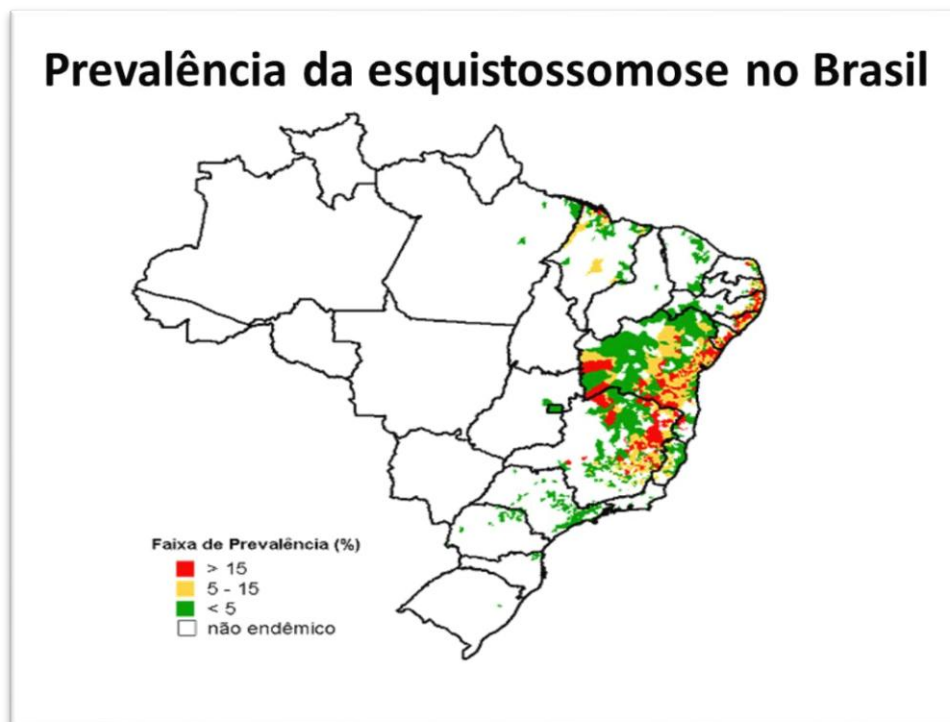 Prevalência da esquistossomose no Brasil
Faixa de Prevalência (%)
> 15
5 - 15
< 5
não endêmico